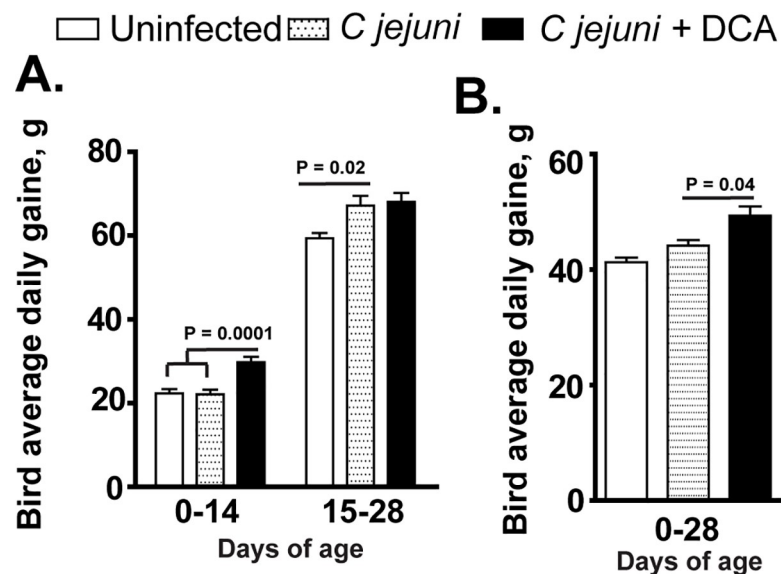 Uninfected C jejuni C jejuni + DCA
A.
Bird average daily gaine, g
80
60
40
20
0
P = 0.0001
P = 0.02
0-14 15-28
Days of age
B.
Bird average daily gaine, g
60
40
20
0
P = 0.04
0-28
Days of age